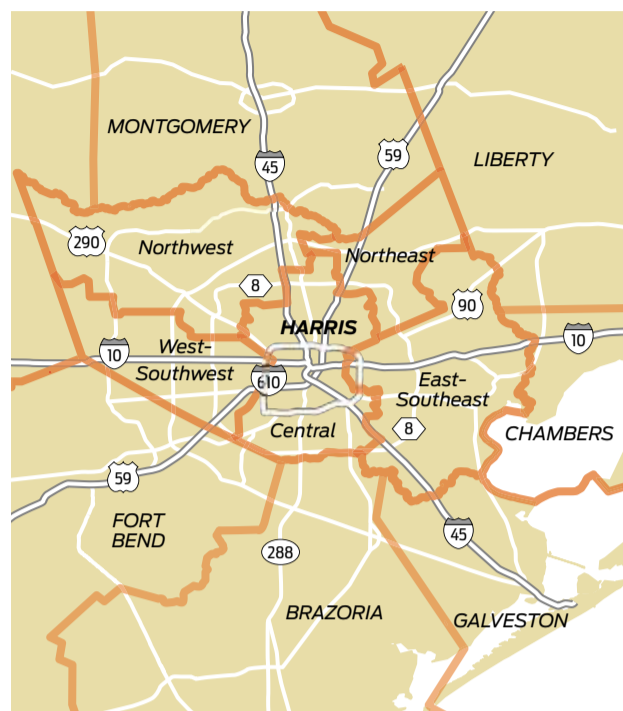 MONTGOMERY
45
59
LIBERTY
290
Northwest
Northeast
8
90
HARRIS
10
West-
Southwest
10
610
East-
Southeast
Central
8
CHAMBERS
59
FORT
BEND
45
288
BRAZORIA
GALVESTON